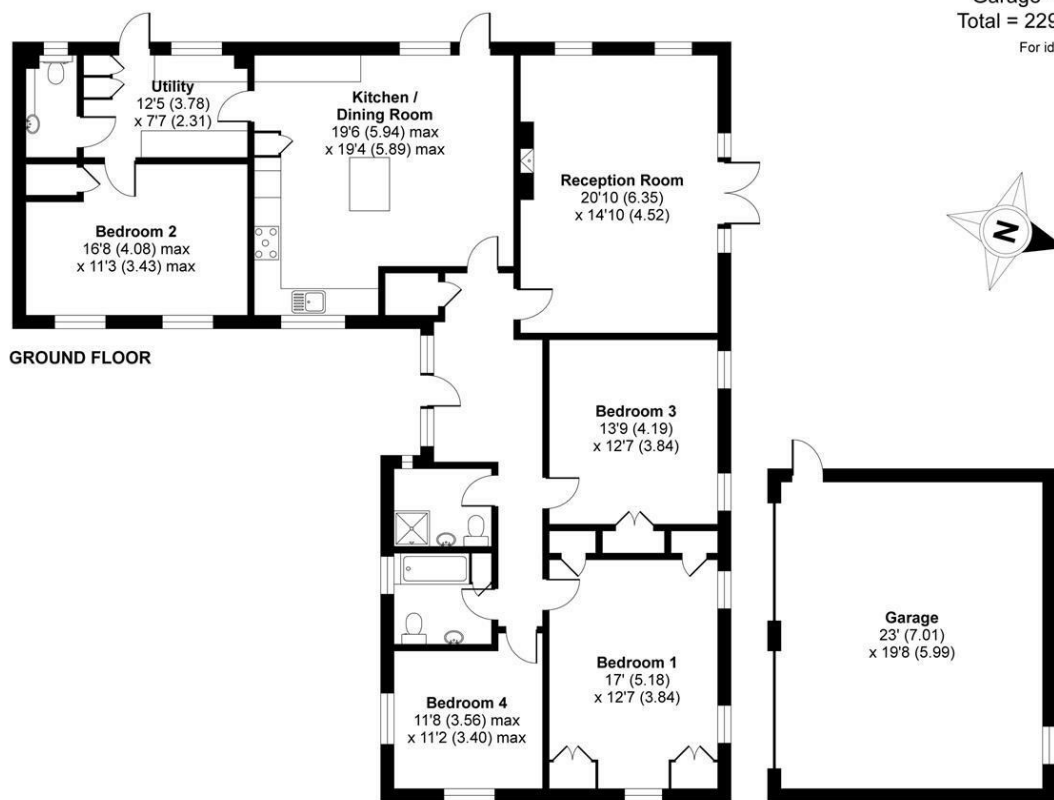 Garage
Total = 229
For id
Utility
12'5 (3.78)
x 7'7 (2.31)
Kitchen /
Dining Room
19'6 (5.94) max
x 19'4 (5.89) max
Reception Room
20'10 (6.35)
x 14'10 (4.52)
Bedroom 2
16'8 (4.08) max
x 11'3 (3.43) max
N
GROUND FLOOR
Bedroom 3
13'9 (4.19)
x 12'7 (3.84)
Garage
23' (7.01)
x 19'8 (5.99)
Bedroom 1
17' (5.18)
x 12'7 (3.84)
Bedroom 4
11'8 (3.56) max
x 11'2 (3.40) max